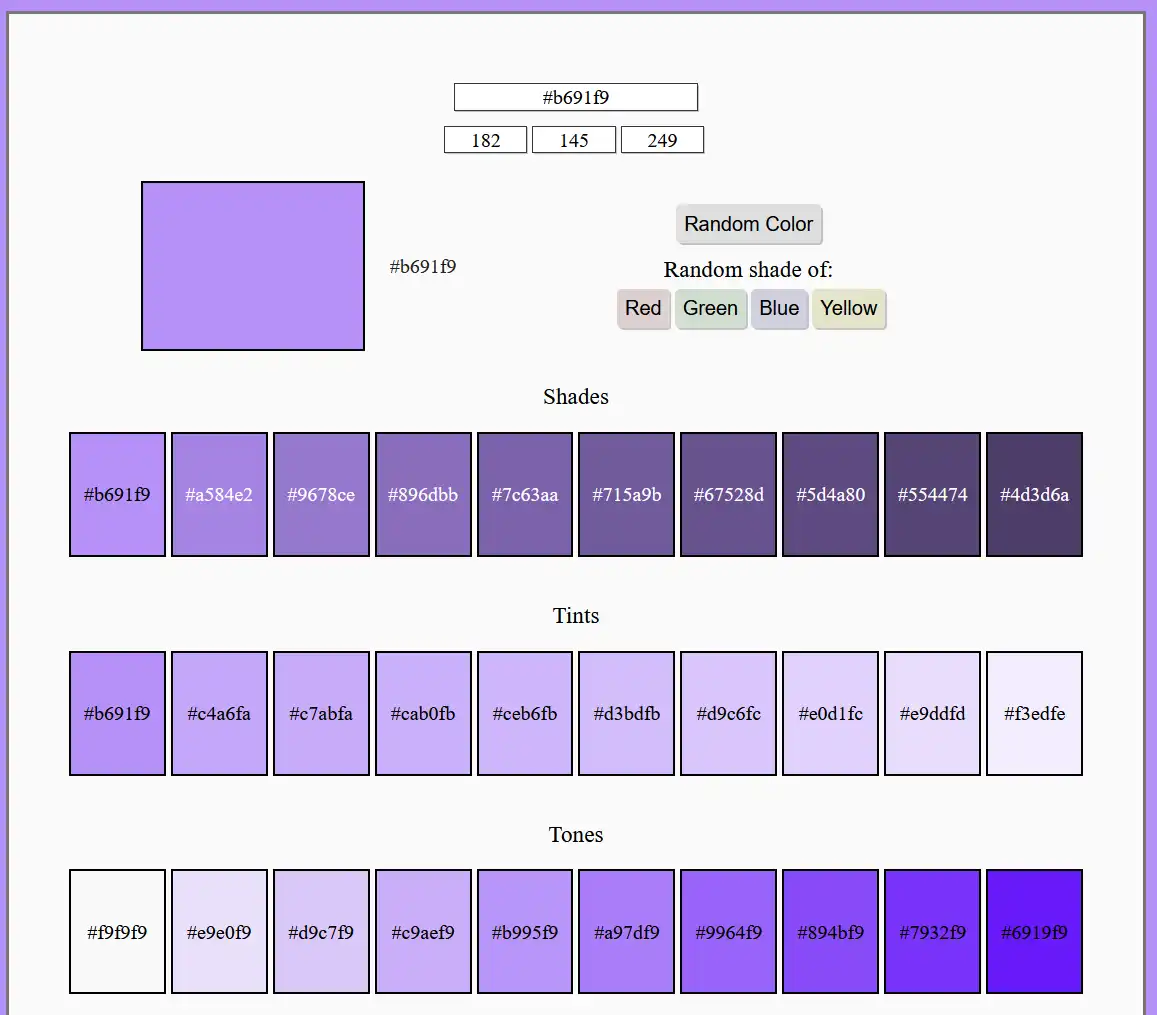 #b691f9
182 145 249
#b691f9
Random Color
Random shade of:
Red Green Blue Yellow
Shades
#b691f9 #a584e2 #9678ce #896dbb #7c63aa #715a9b #67528d #5d4a80 #554474 #4d3d6a
Tints
#b691f9 #c4a6fa #c7abfa #cab0fb #ceb6fb #d3bdfb #d9c6fc #e0d1fc #e9ddfd #f3edfe
Tones
#f9f9f9 #e9e0f9 #d9c7f9 #c9aef9 #b995f9 #a97df9 #9964f9 #894bf9 #7932f9 #6919f9